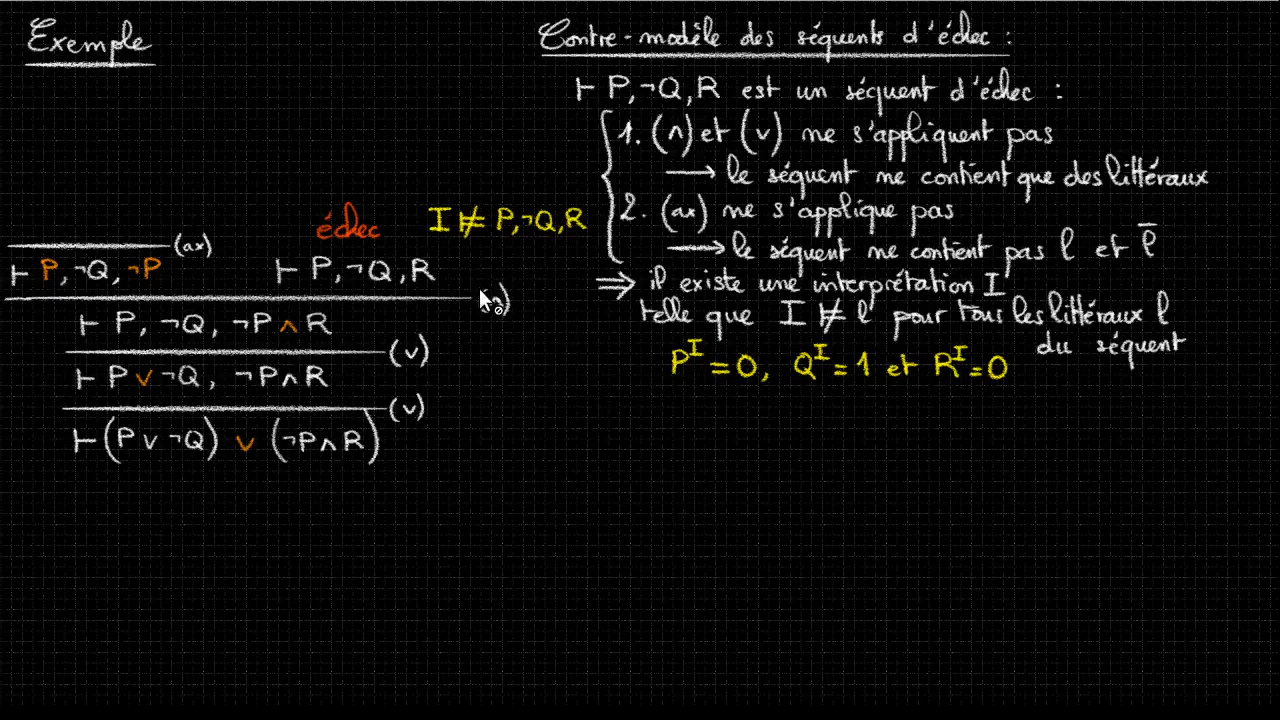 Exemple
échec
(ax)
⊢ P, ¬Q, ¬P
⊢ P, ¬Q, R
I ⊭ P, ¬Q, R
⊢ P, ¬Q, ¬P ∧ R
(∨)
⊢ P ∨ ¬Q, ¬P ∧ R
(∨)
⊢ (P ∨ ¬Q) ∨ (¬P ∧ R)
Contre-modèle des séquents d'échec :
⊢ P, ¬Q, R est un séquent d'échec :
1. (∧) et (∨) ne s'appliquent pas
→ le séquent ne contient que des littéraux
2. (ax) ne s'applique pas
→ le séquent ne contient pas l et l̄
⇒ il existe une interprétation I
telle que I ⊭ l pour tous les littéraux l
du séquent
P^I = 0, Q^I = 1 et R^I = 0